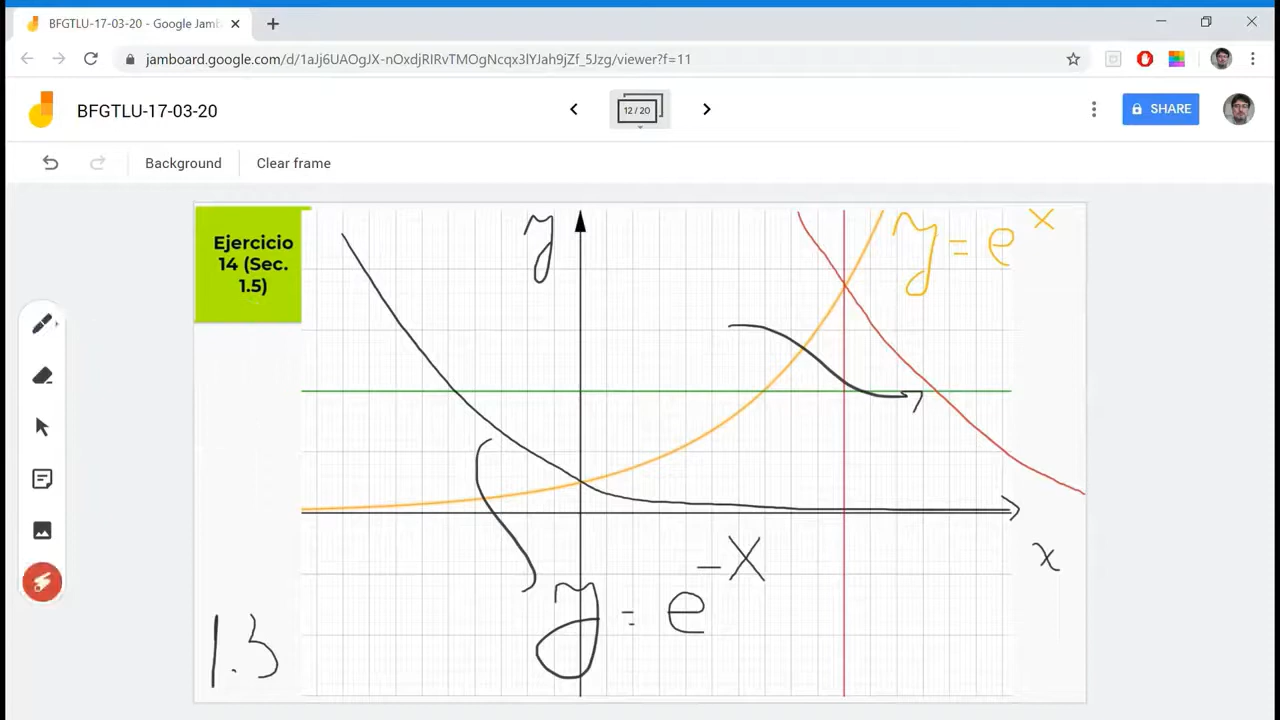 BFGTLU-17-03-20 - Google Jamb
jamboard.google.com/d/1aJj6UAOgJX-nOxdjRIRvTMOgNcqx3lYJah9jZf_5Jzg/viewer?f=11
BFGTLU-17-03-20
12 / 20
SHARE
Background
Clear frame
Ejercicio
14 (Sec.
1.5)
y
y = e^x
x
y = e^-x
1.3